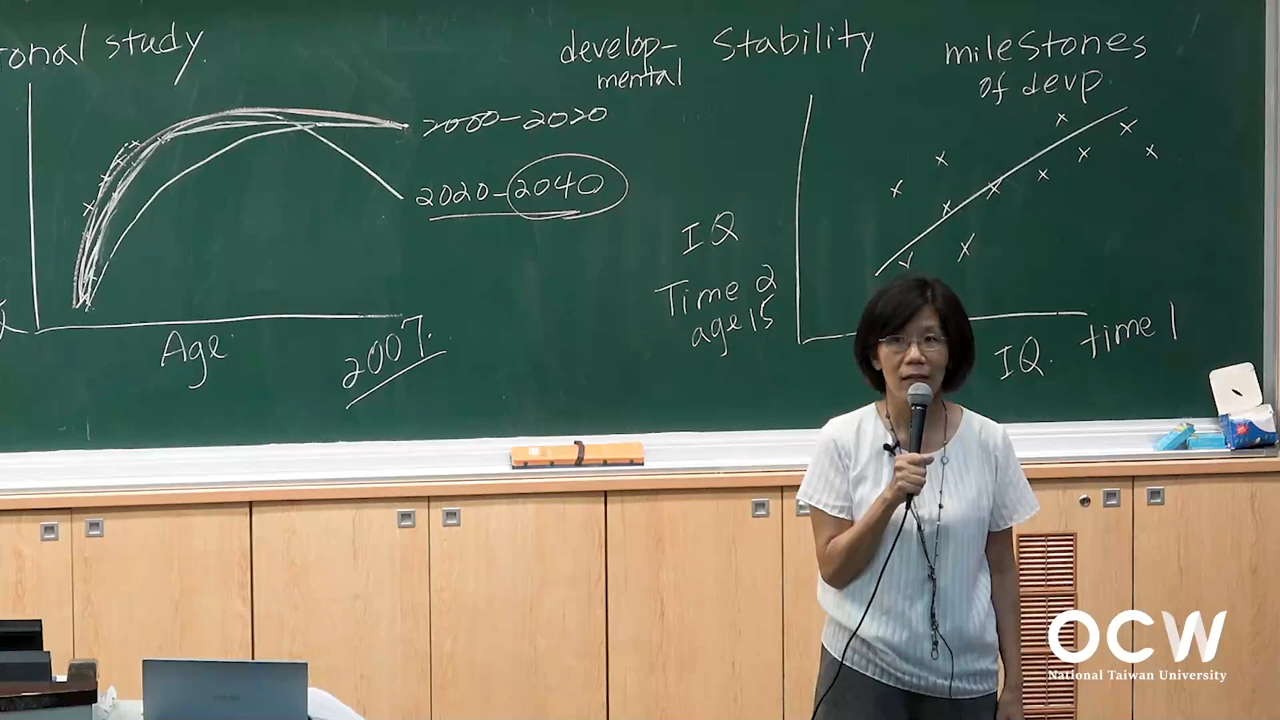 onal study.
2000-2020
2020-2040
Age
2007.
develop-
mental
Stability
milestones
of devp.
IQ
Time 2
age 15
IQ.
time 1
OCW
National Taiwan University